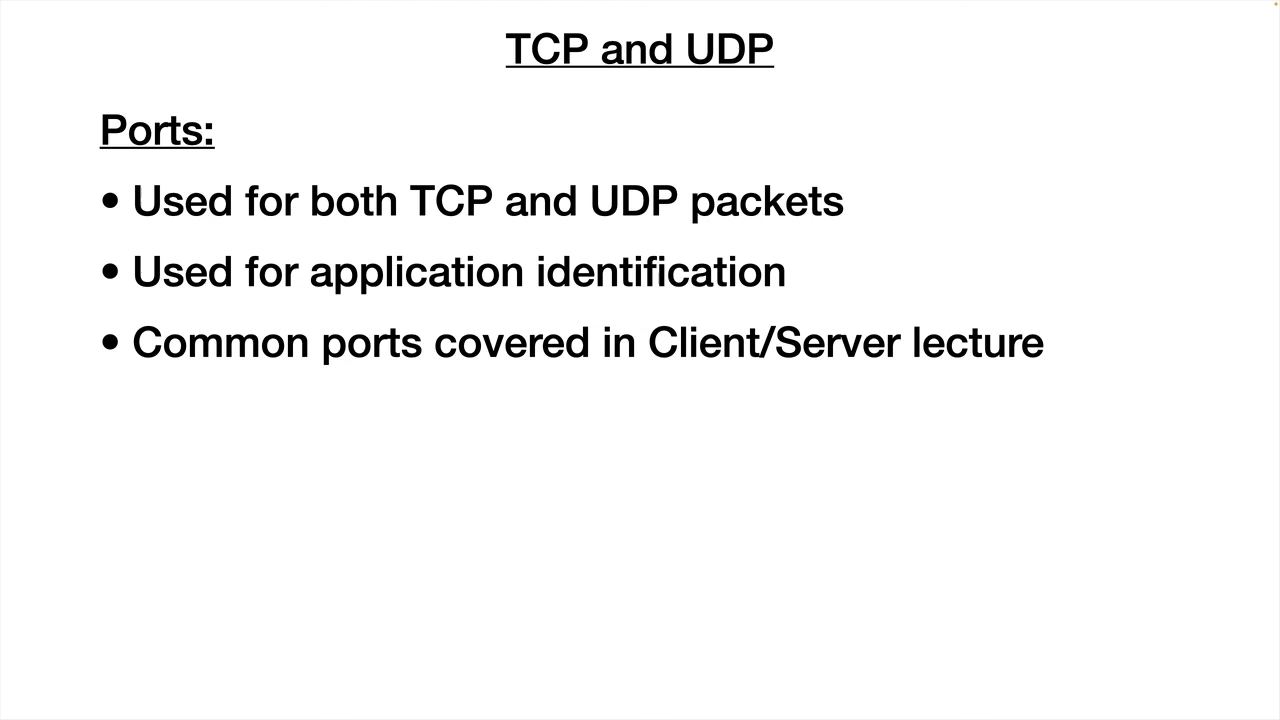 TCP and UDP
Ports:
• Used for both TCP and UDP packets
• Used for application identification
• Common ports covered in Client/Server lecture